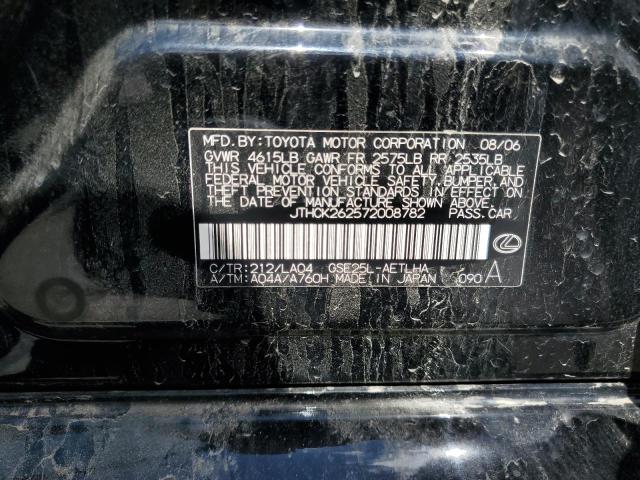 MFD. BY: TOYOTA MOTOR CORPORATION 08/06
GVWR 4615LB GAWR FR 2575LB RR 2535LB
THIS VEHICLE CONFORMS TO ALL APPLICABLE
FEDERAL MOTOR VEHICLE SAFETY, BUMPER, AND
THEFT PREVENTION STANDARDS IN EFFECT ON
THE DATE OF MANUFACTURE SHOWN ABOVE.
JTHCK262572008782 PASS.CAR
C/TR: 212/LA04 GSE25L-AETLHA
A/TM: A04A/A760H MADE IN JAPAN 090 A